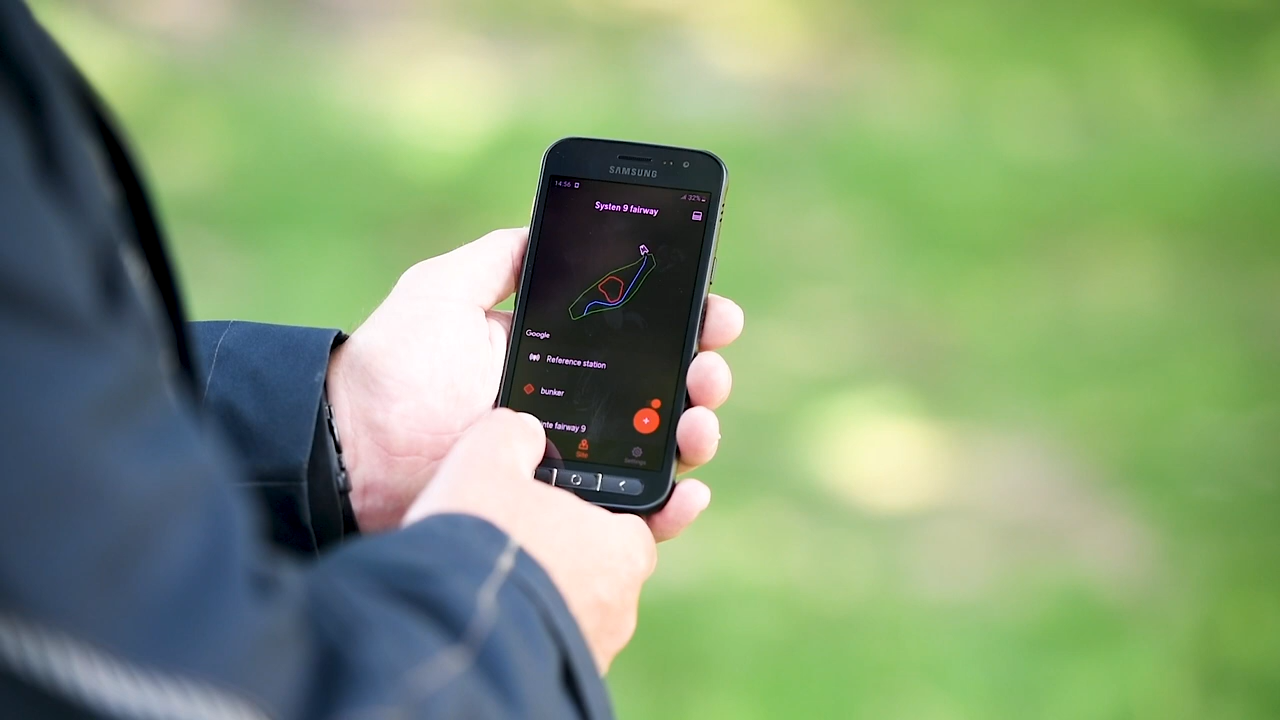 SAMSUNG
14:56
32%
Systen 9 fairway
Google
Reference station
bunker
nte fairway 9
Site
Settings